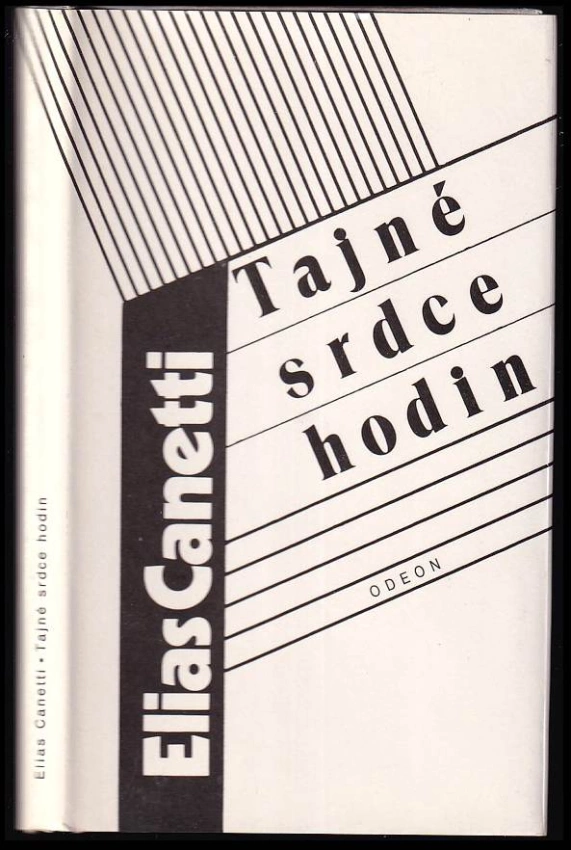 Tajné
srdce
hodin
ODEON
Elias Canetti
Elias Canetti • Tajné srdce hodin